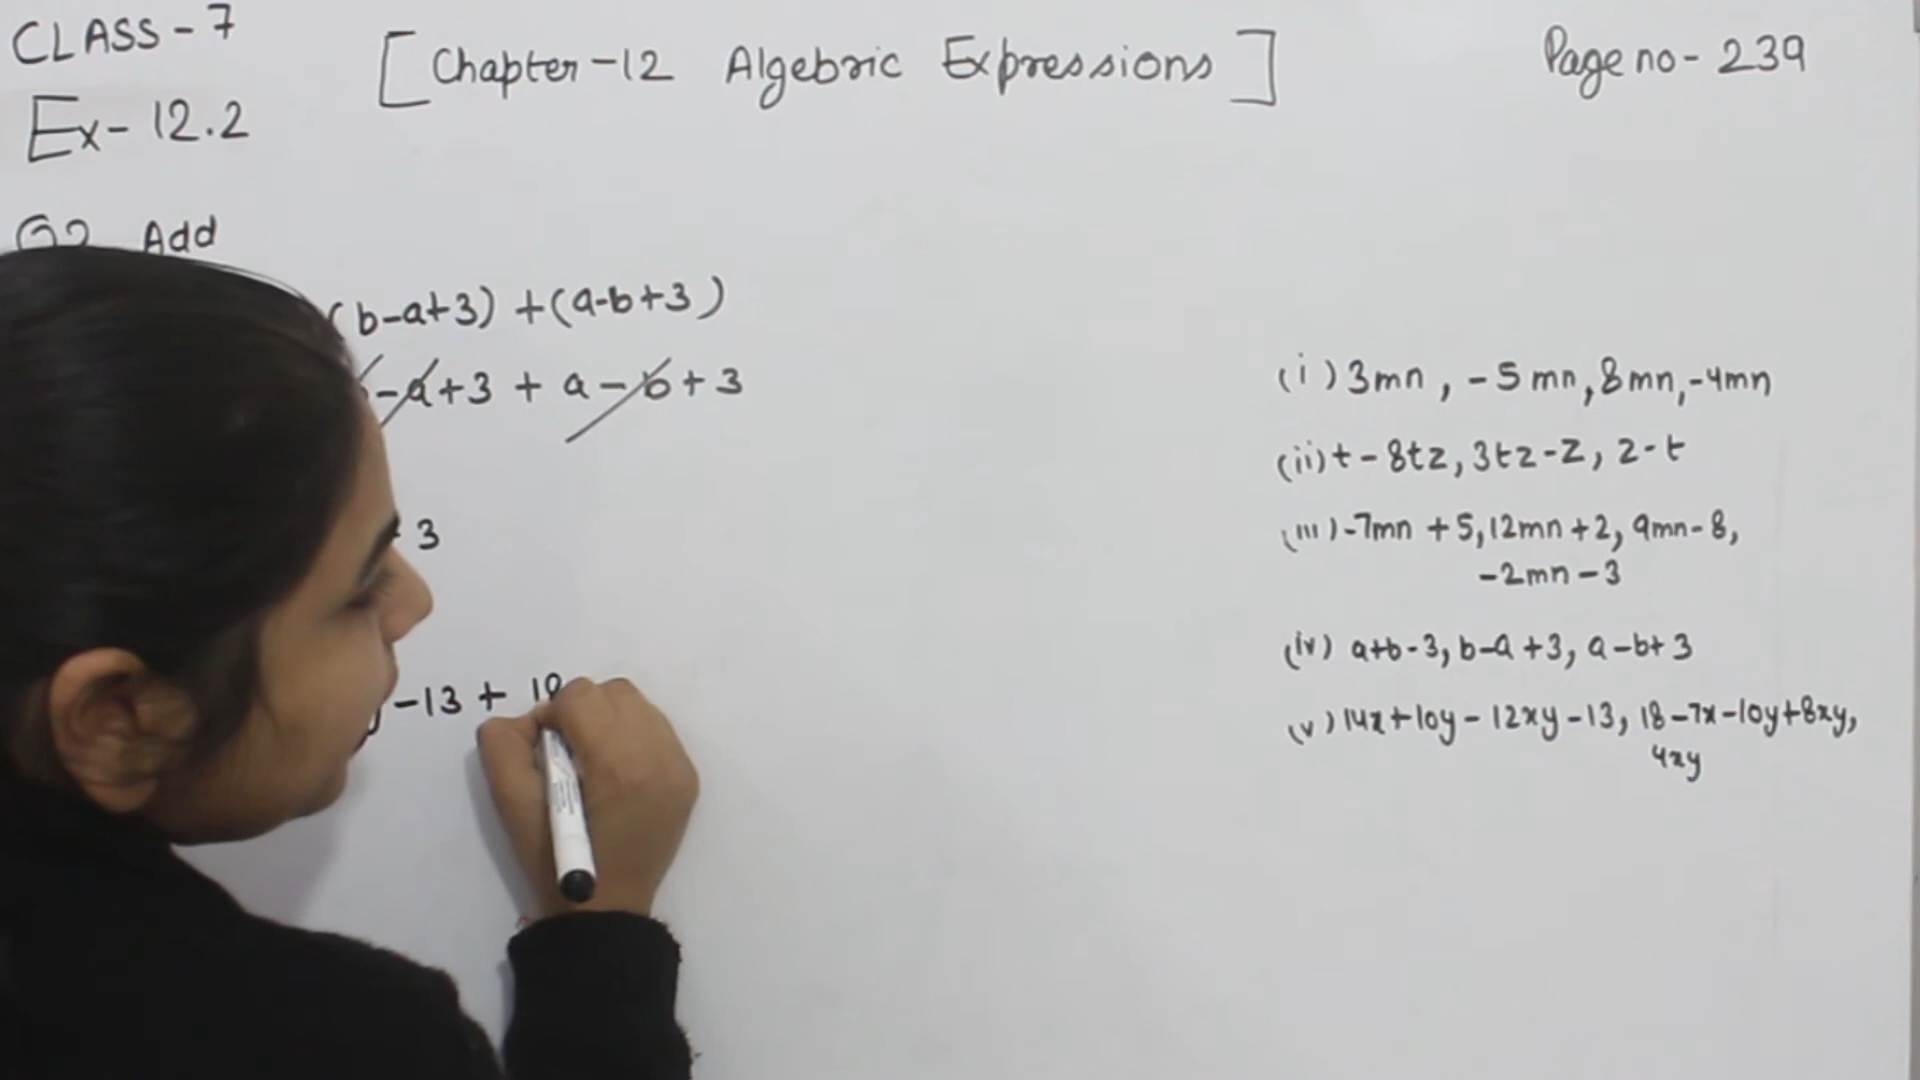 CLASS - 7
[Chapter -12 Algebric Expressions]
Page no - 239
Ex- 12.2
Q2 Add
(b-a+3) +(a-b+3)
-a+3 + a-b+3
3
-13 + 18
(i) 3mn, -5mn, 8mn, -4mn
(ii) t - 8tz, 3tz-z, z-t
(iii) -7mn +5, 12mn +2, 9mn-8,
-2mn -3
(iv) a+b-3, b-a+3, a-b+3
(v) 14x+10y - 12xy -13, 18-7x-10y+8xy,
4xy